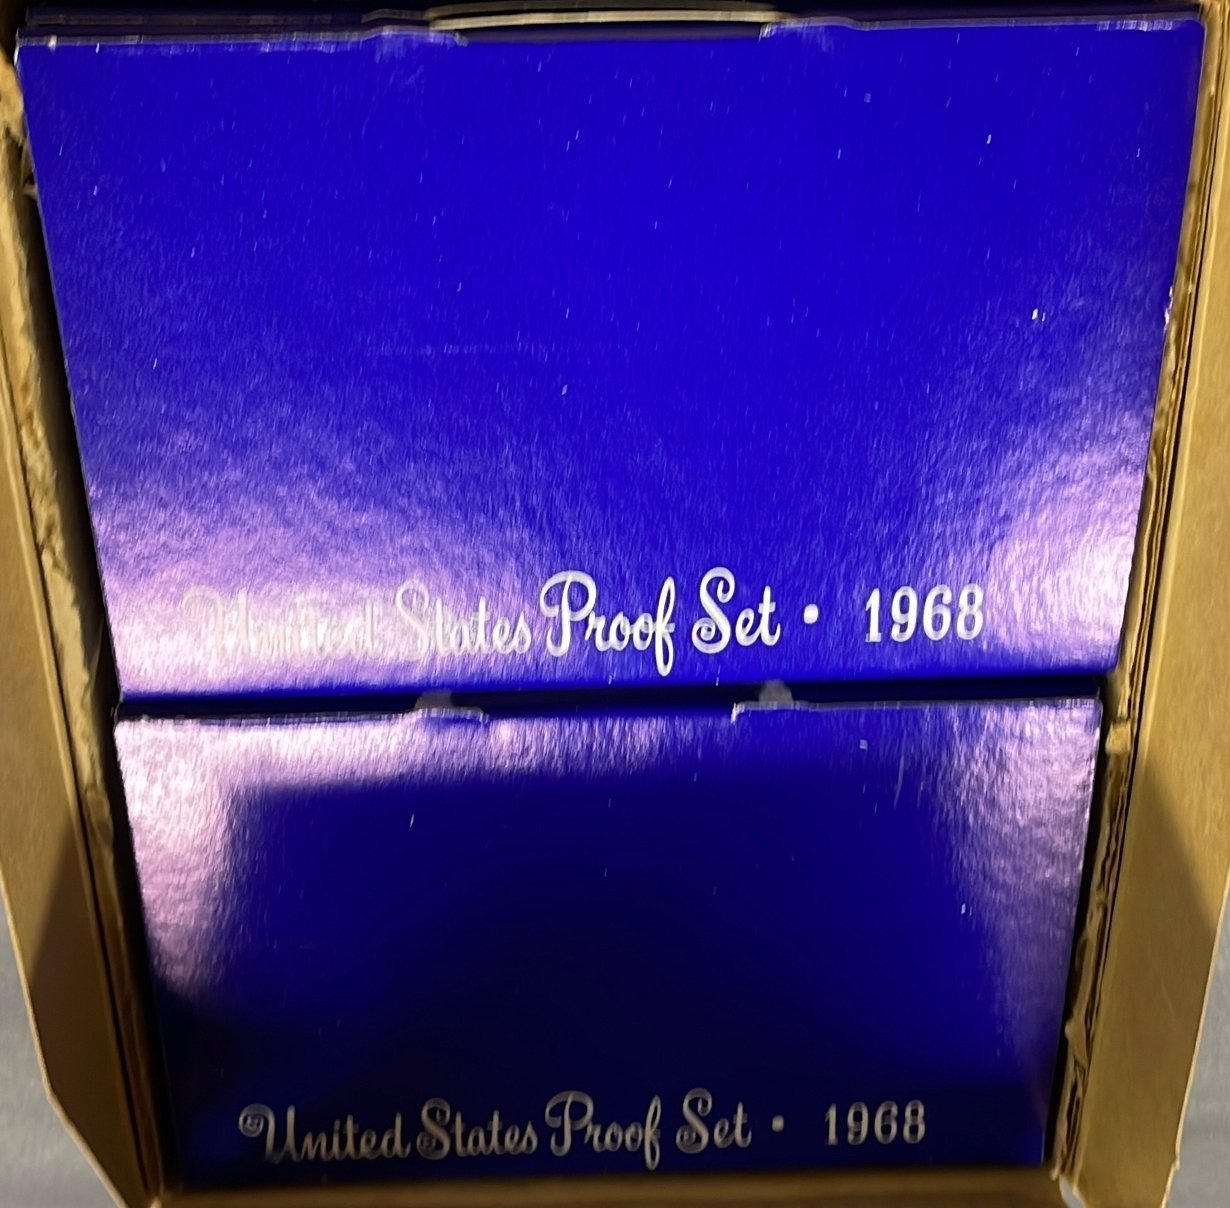 United States Proof Set • 1968
United States Proof Set • 1968